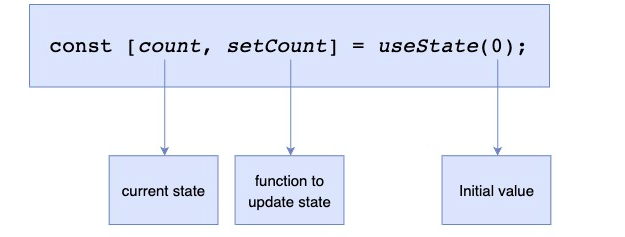 const [count, setCount] = useState(0);
current state
function to
update state
Initial value